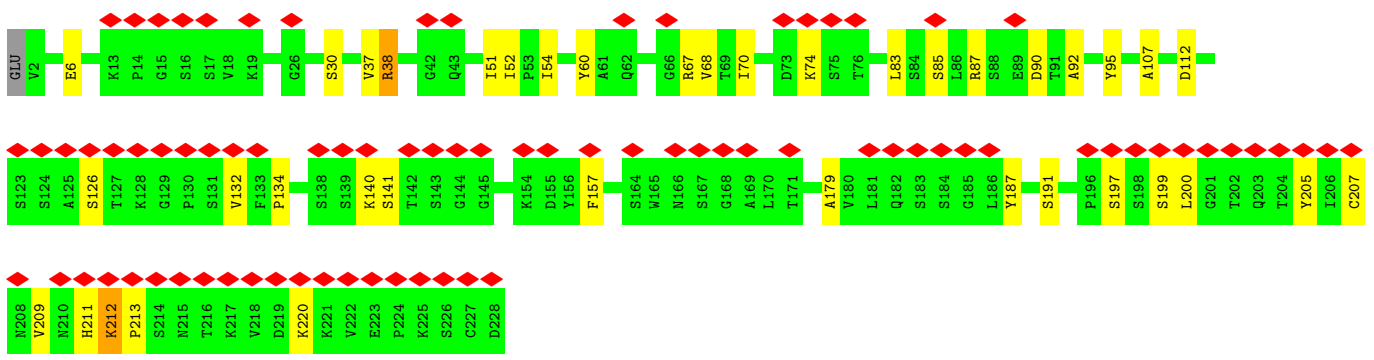 GLU V2 E6 K13 P14 G15 S16 S17 V18 K19 G26 S30 V37 R38 G42 Q43 I51 I52 P53 I54 Y60 A61 Q62 G66 R67 V68 T69 I70 D73 K74 S75 T76 L83 S84 S85 L86 R87 S88 E89 D90 T91 A92 Y95 A107 D112
S123 S124 A125 S126 T127 K128 G129 P130 S131 V132 F133 P134 S138 S139 K140 S141 T142 S143 G144 G145 K154 D155 Y156 F157 S164 W165 N166 S167 G168 A169 L170 T171 A179 V180 L181 Q182 S183 S184 G185 L186 Y187 S191 P196 S197 S198 S199 L200 G201 T202 Q203 T204 Y205 I206 C207
N208 V209 N210 H211 K212 P213 S214 N215 T216 K217 V218 D219 K220 K221 V222 E223 P224 K225 S226 C227 D228